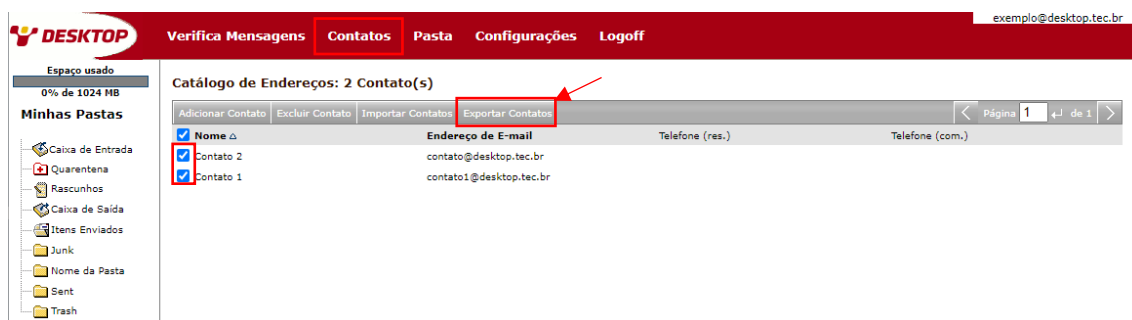 exemplo@desktop.tec.br
DESKTOP
Verifica Mensagens Contatos Pasta Configurações Logoff
Espaço usado
0% de 1024 MB
Minhas Pastas
Caixa de Entrada
Quarentena
Rascunhos
Caixa de Saída
Itens Enviados
Junk
Nome da Pasta
Sent
Trash
Catálogo de Endereços: 2 Contato(s)
Adicionar Contato Excluir Contato Importar Contatos Exportar Contatos Página 1 de 1
Nome Endereço de E-mail Telefone (res.) Telefone (com.)
Contato 2 contato@desktop.tec.br
Contato 1 contato1@desktop.tec.br